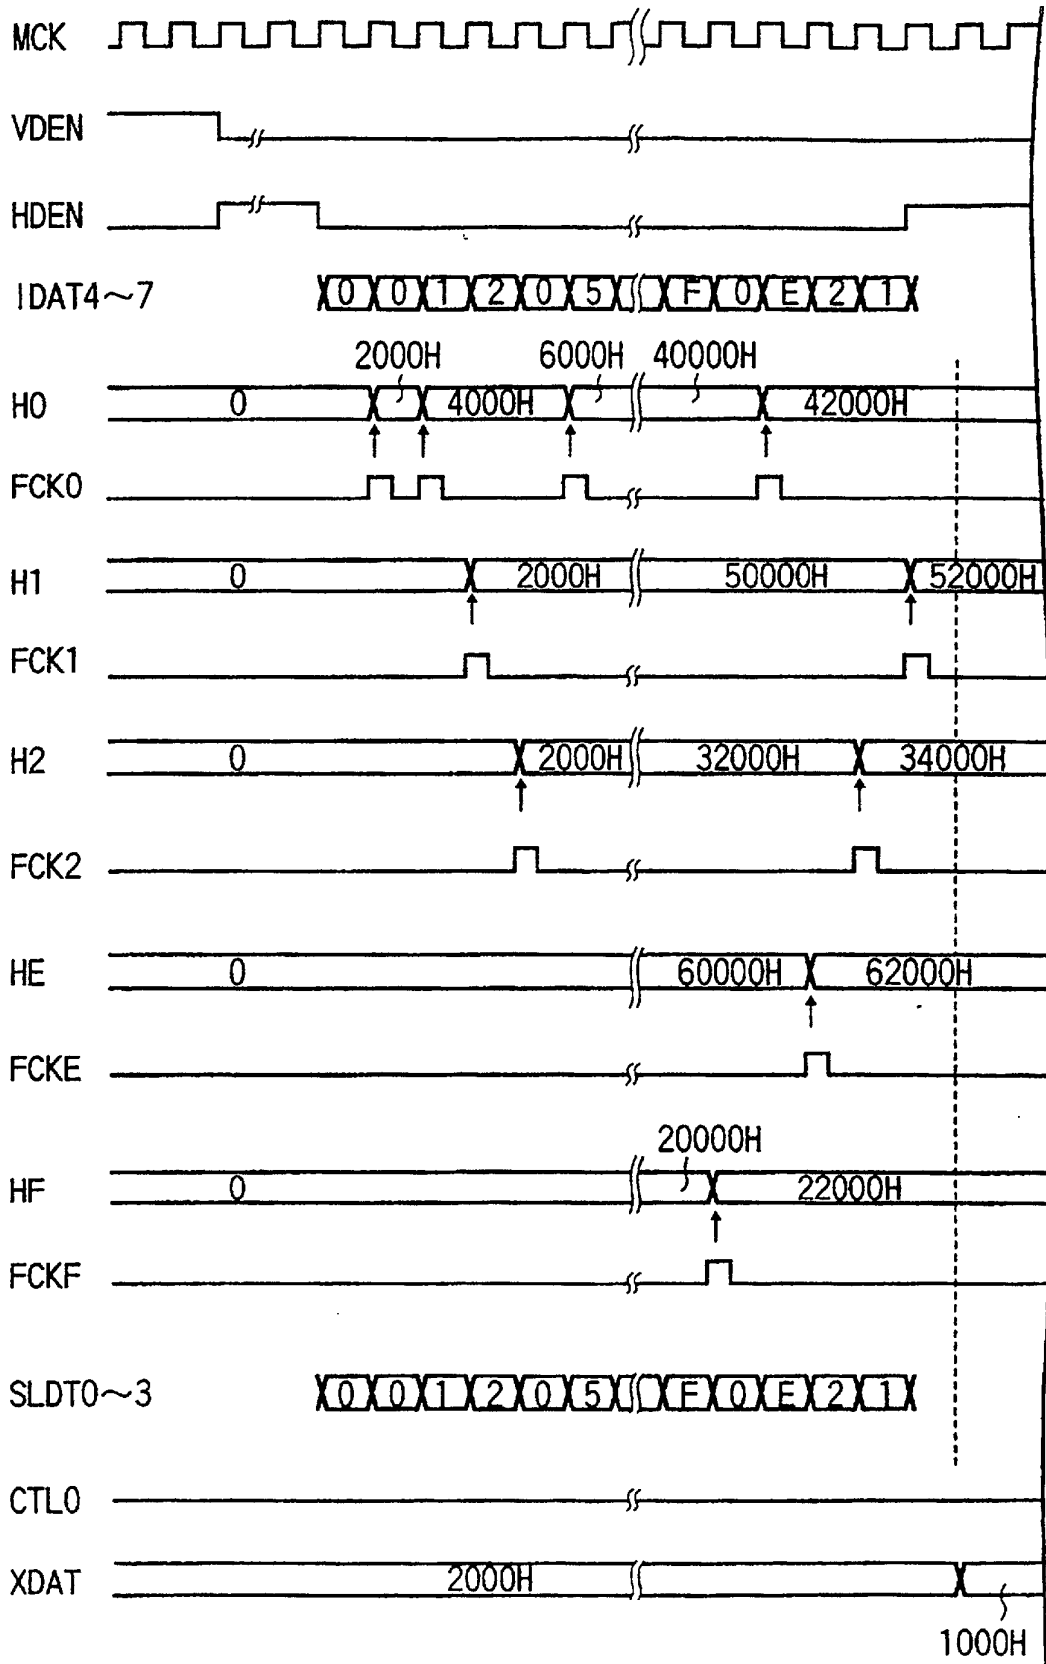 MCK
VDEN
HDEN
IDAT4~7 0 0 1 2 0 5 F 0 E 2 1
2000H 6000H 40000H
H0 0 4000H 42000H
FCK0
H1 0 2000H 50000H 52000H
FCK1
H2 0 2000H 32000H 34000H
FCK2
HE 0 60000H 62000H
FCKE
20000H
HF 0 22000H
FCKF
SLDT0~3 0 0 1 2 0 5 F 0 E 2 1
CTL0
XDAT 2000H
1000H